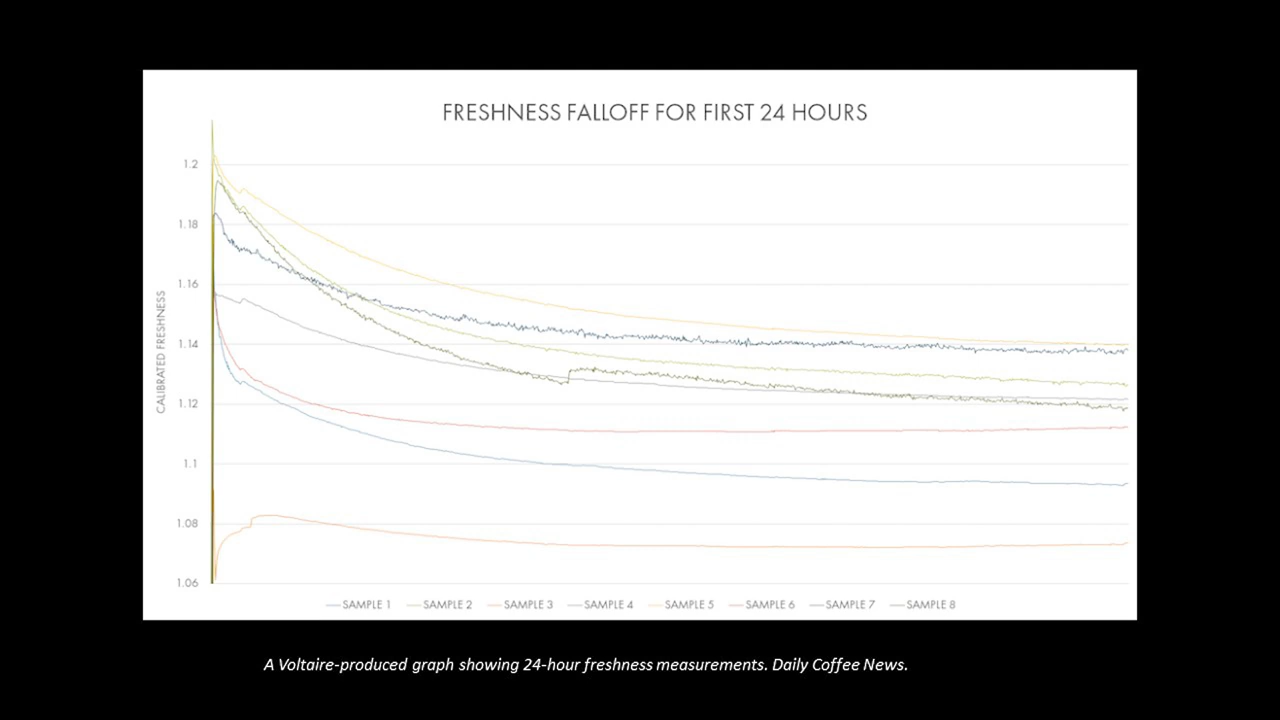 FRESHNESS FALLOFF FOR FIRST 24 HOURS
CALIBRATED FRESHNESS
1.2
1.18
1.16
1.14
1.12
1.1
1.08
1.06
SAMPLE 1 SAMPLE 2 SAMPLE 3 SAMPLE 4 SAMPLE 5 SAMPLE 6 SAMPLE 7 SAMPLE 8
A Voltaire-produced graph showing 24-hour freshness measurements. Daily Coffee News.